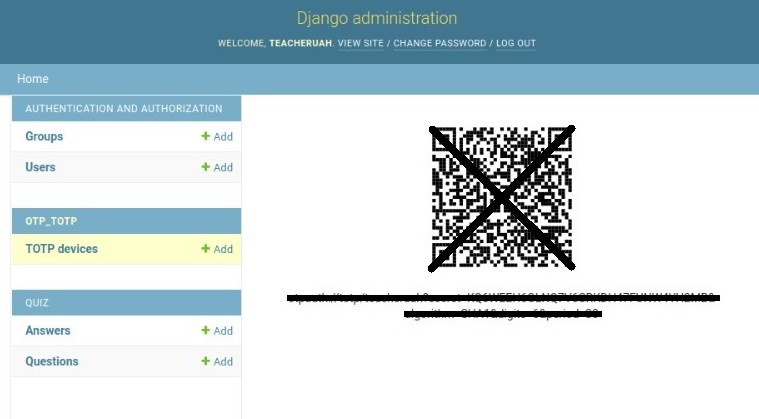 Django administration
WELCOME, TEACHERUAH. VIEW SITE / CHANGE PASSWORD / LOG OUT
Home
AUTHENTICATION AND AUTHORIZATION
Groups + Add
Users + Add
OTP_TOTP
TOTP devices + Add
QUIZ
Answers + Add
Questions + Add